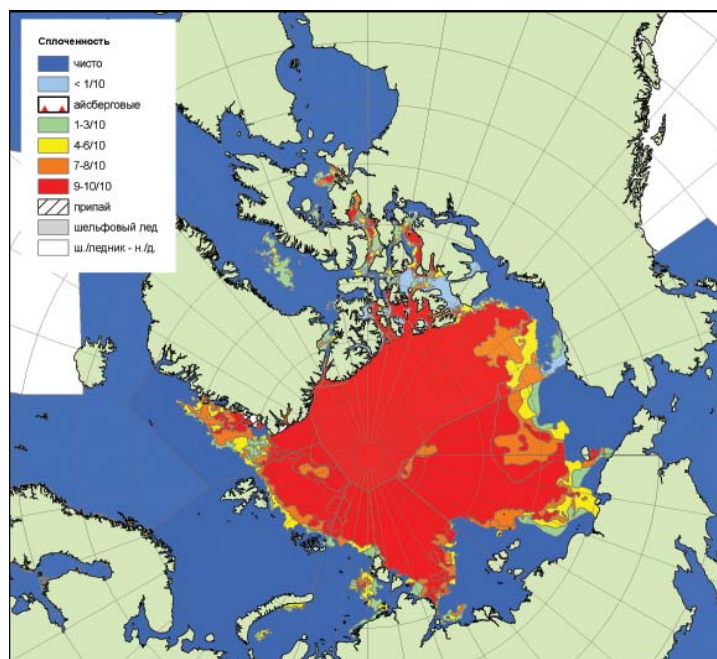 Сплоченность
чисто
< 1/10
айсберговые
1-3/10
4-6/10
7-8/10
9-10/10
припай
шельфовый лед
ш./ледник - н./д.